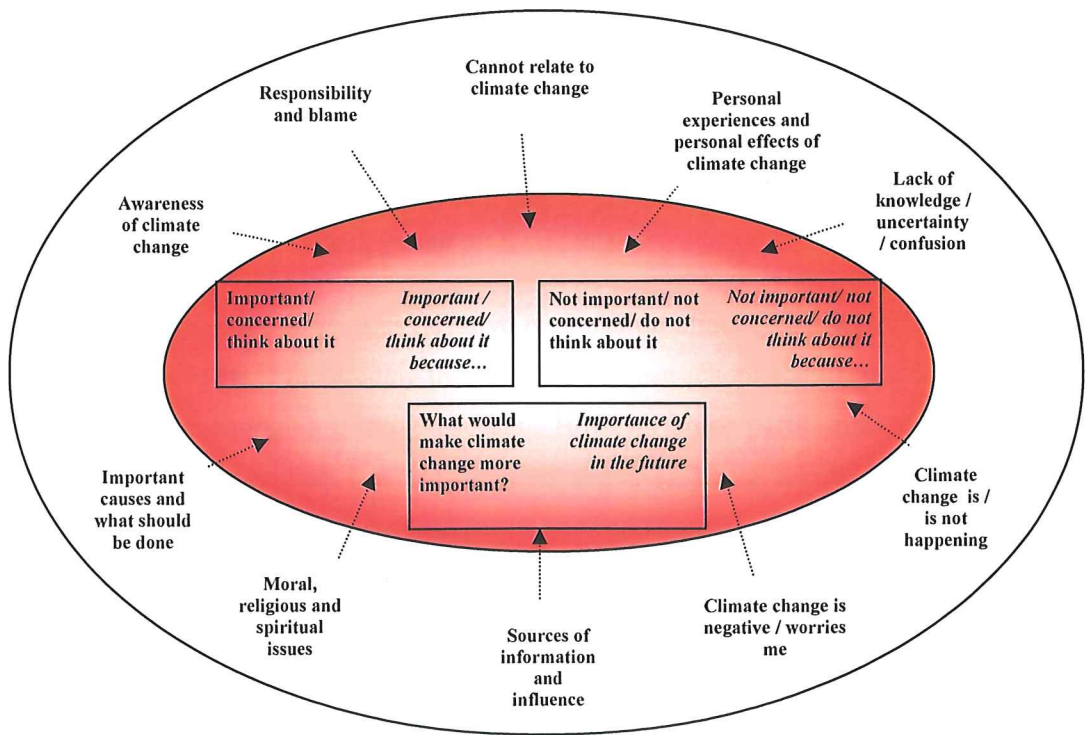 Cannot relate to
climate change
Responsibility
and blame
Personal
experiences and
personal effects of
climate change
Lack of
knowledge /
uncertainty
/ confusion
Awareness
of climate
change
Important/
concerned/
think about it
Important /
concerned/
think about it
because…
Not important/ not
concerned/ do not
think about it
Not important/ not
concerned/ do not
think about it
because…
What would
make climate
change more
important?
Importance of
climate change
in the future
Important
causes and
what should
be done
Moral,
religious and
spiritual
issues
Sources of
information
and
influence
Climate change is
negative / worries
me
Climate
change is /
is not
happening